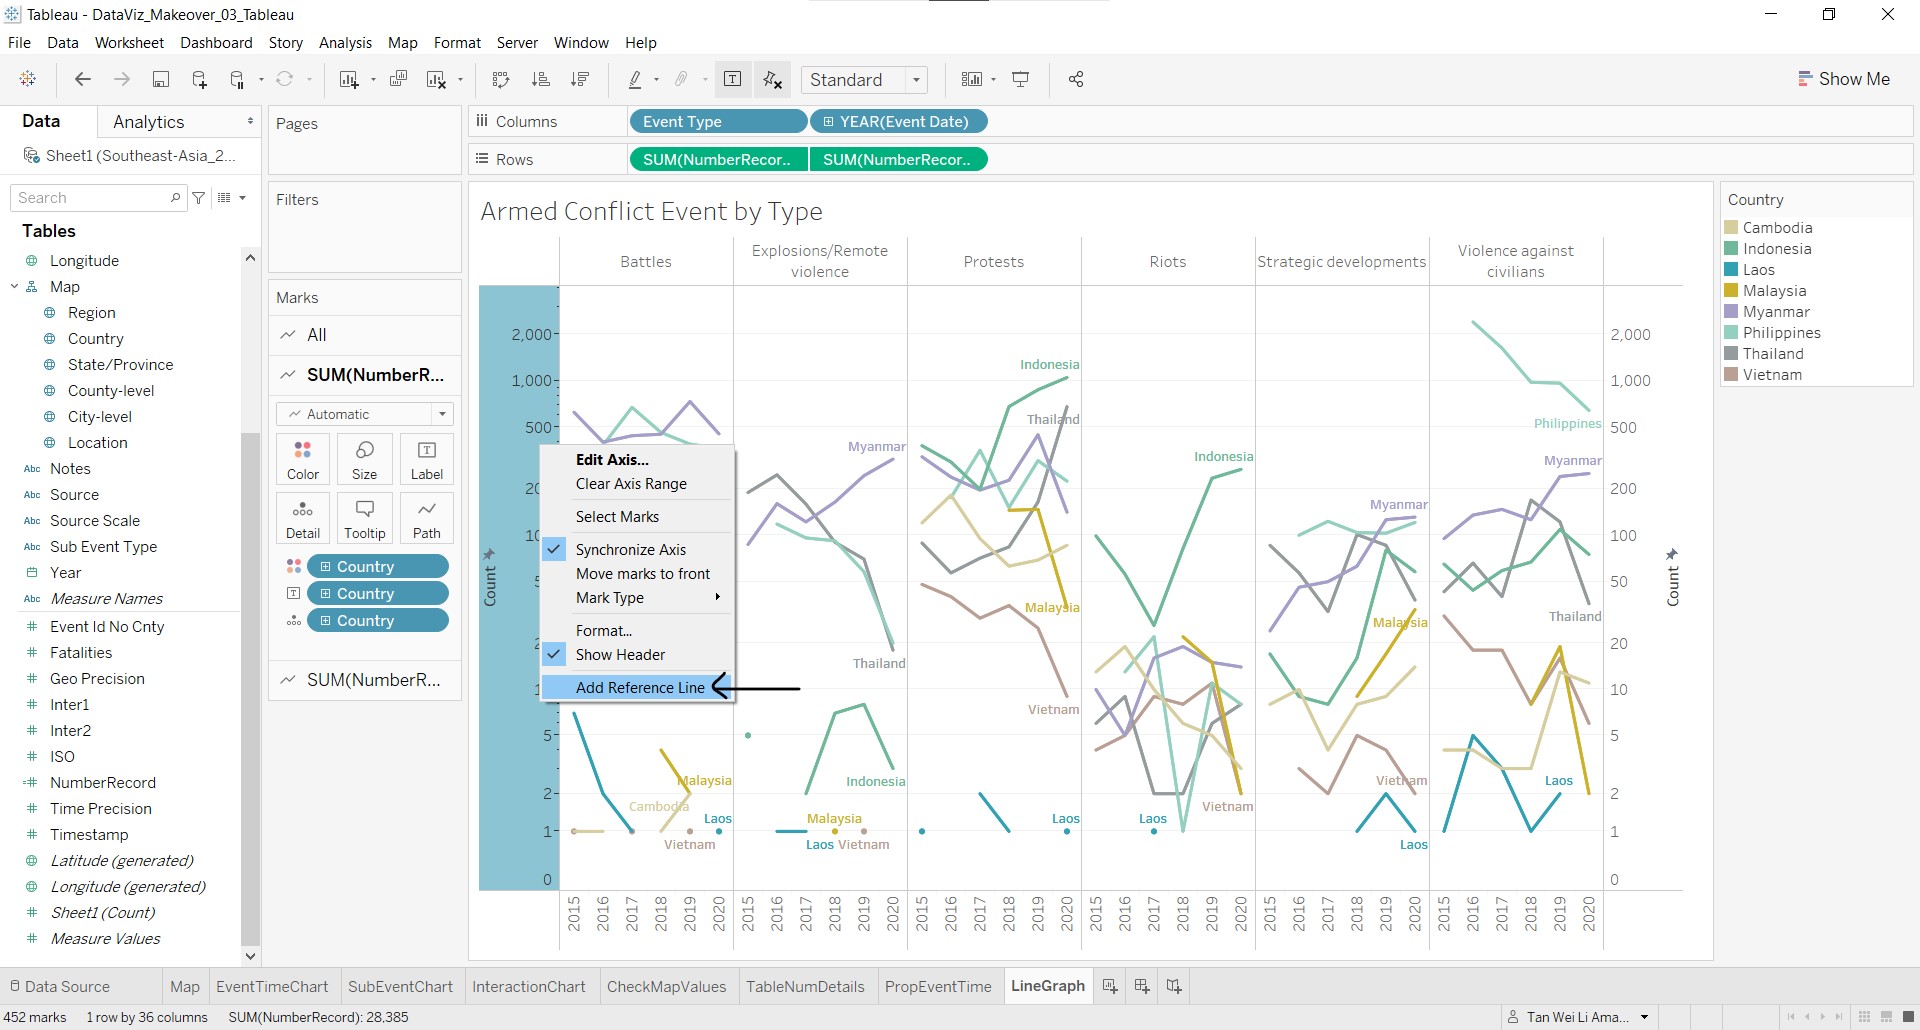 Tableau - DataViz_Makeover_03_Tableau
File Data Worksheet Dashboard Story Analysis Map Format Server Window Help
Standard
Show Me
Data Analytics
Sheet1 (Southeast-Asia_2...
Search
Tables
Longitude
Map
Region
Country
State/Province
County-level
City-level
Location
Abc Notes
Abc Source
Abc Source Scale
Abc Sub Event Type
Year
Abc Measure Names
Event Id No Cnty
Fatalities
Geo Precision
Inter1
Inter2
ISO
NumberRecord
Time Precision
Timestamp
Latitude (generated)
Longitude (generated)
Sheet1 (Count)
Measure Values
Pages
Filters
Marks
All
SUM(NumberR...
Automatic
Color Size Label
Detail Tooltip Path
Country
Country
Country
SUM(NumberR...
Columns Event Type YEAR(Event Date)
Rows SUM(NumberRecor.. SUM(NumberRecor..
Armed Conflict Event by Type
Battles
Explosions/Remote violence
Protests
Riots
Strategic developments
Violence against civilians
2,000
1,000
500
5
2
1
0
Count
Edit Axis...
Clear Axis Range
Select Marks
Synchronize Axis
Move marks to front
Mark Type
Format...
Show Header
Add Reference Line
Malaysia
Cambodia
Laos
Vietnam
Myanmar
Thailand
Indonesia
Malaysia
Laos Vietnam
Indonesia
Thailand
Malaysia
Vietnam
Laos
Indonesia
Vietnam
Laos
Myanmar
Malaysia
Vietnam
Laos
Philippines
Myanmar
Thailand
Laos
2,000
1,000
500
200
100
50
20
10
5
2
1
0
Count
2015 2016 2017 2018 2019 2020
2015 2016 2017 2018 2019 2020
2015 2016 2017 2018 2019 2020
2015 2016 2017 2018 2019 2020
2015 2016 2017 2018 2019 2020
2015 2016 2017 2018 2019 2020
Country
Cambodia
Indonesia
Laos
Malaysia
Myanmar
Philippines
Thailand
Vietnam
Data Source Map EventTimeChart SubEventChart InteractionChart CheckMapValues TableNumDetails PropEventTime LineGraph
452 marks 1 row by 36 columns SUM(NumberRecord): 28,385
Tan Wei Li Ama...